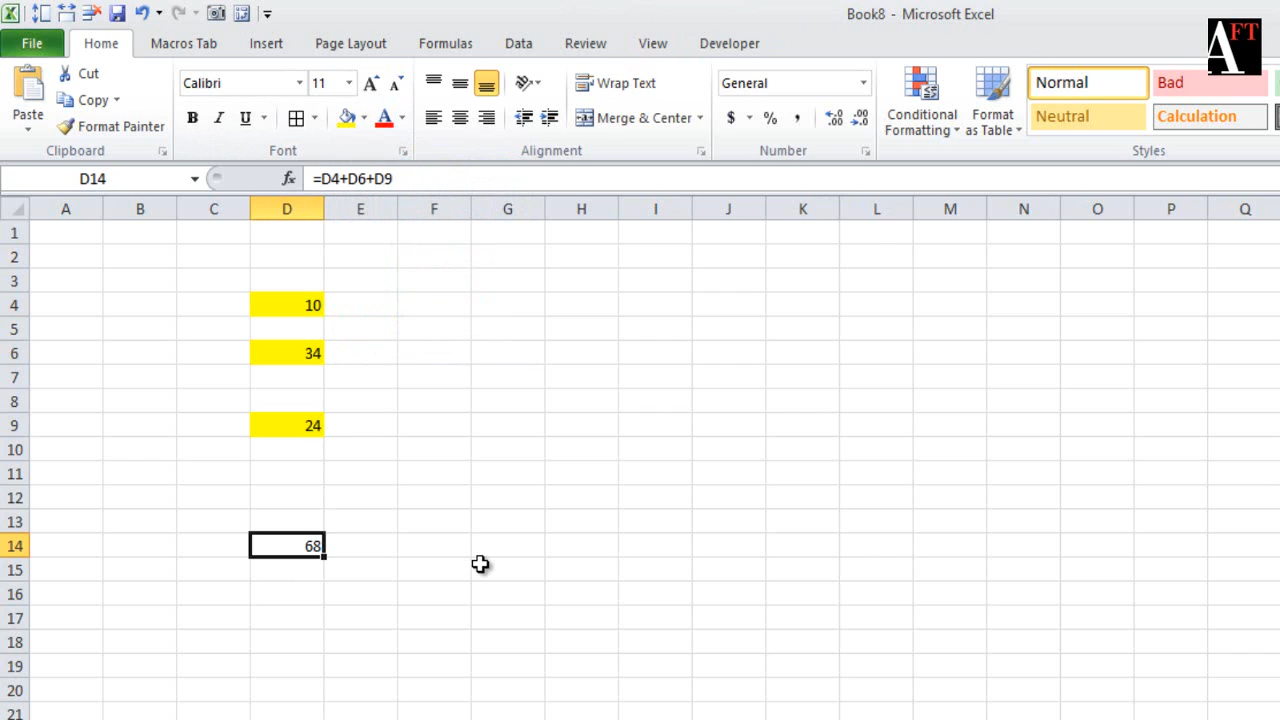 Book8 - Microsoft Excel
AFT
File Home Macros Tab Insert Page Layout Formulas Data Review View Developer
Paste
Cut
Copy
Format Painter
Clipboard
Calibri 11
B I U
Font
Wrap Text
Merge & Center
Alignment
General
$ % ,
Number
Conditional Formatting
Format as Table
Normal Bad
Neutral Calculation
Styles
D14 fx =D4+D6+D9
A B C D E F G H I J K L M N O P Q
1
2
3
4 10
5
6 34
7
8
9 24
10
11
12
13
14 68
15
16
17
18
19
20
21